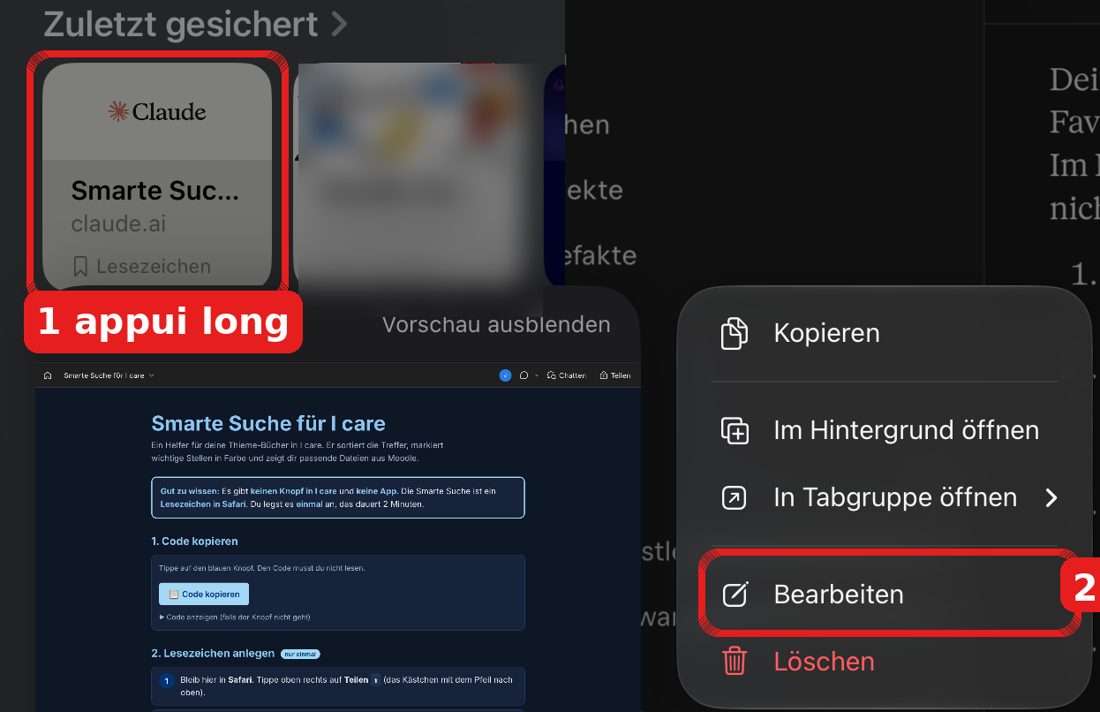 Zuletzt gesichert >
Claude
Smarte Suc...
claude.ai
Lesezeichen
1 appui long
hen
ekte
efakte
Dei
Fav
Im
nich
1.
Vorschau ausblenden
Smarte Suche für I care
Chatten
Teilen
Smarte Suche für I care
Ein Helfer für deine Thieme-Bücher in I care. Er sortiert die Treffer, markiert
wichtige Stellen in Farbe und zeigt dir passende Dateien aus Moodle.
Gut zu wissen: Es gibt keinen Knopf in I care und keine App. Die Smarte Suche ist ein
Lesezeichen in Safari. Du legst es einmal an, das dauert 2 Minuten.
1. Code kopieren
Tippe auf den blauen Knopf. Den Code musst du nicht lesen.
Code kopieren
Code anzeigen (falls der Knopf nicht geht)
2. Lesezeichen anlegen nur einmal
1 Bleib hier in Safari. Tippe oben rechts auf Teilen (das Kästchen mit dem Pfeil nach
oben).
Kopieren
Im Hintergrund öffnen
In Tabgruppe öffnen >
stle
Bearbeiten
2
war
Löschen